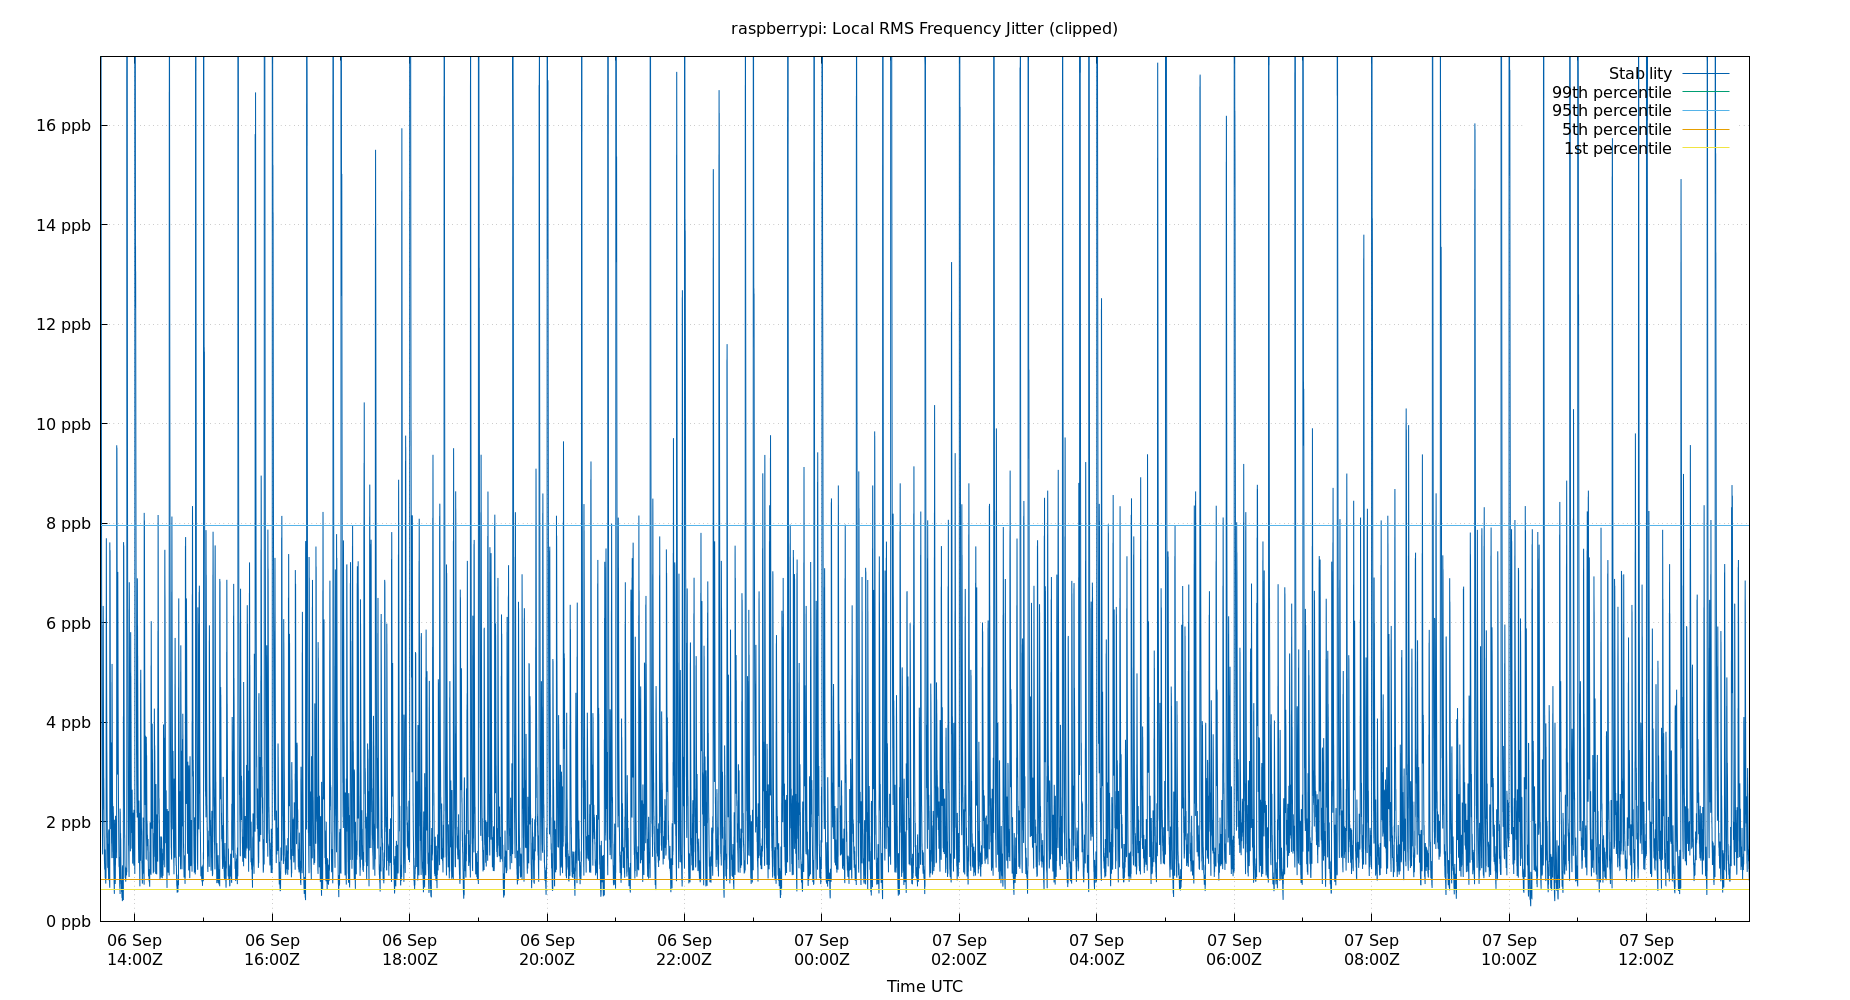 raspberrypi: Local RMS Frequency Jitter (clipped)
Stability
99th percentile
95th percentile
5th percentile
1st percentile
16 ppb
14 ppb
12 ppb
10 ppb
8 ppb
6 ppb
4 ppb
2 ppb
0 ppb
06 Sep 06 Sep 06 Sep 06 Sep 06 Sep 07 Sep 07 Sep 07 Sep 07 Sep 07 Sep 07 Sep 07 Sep
14:00Z 16:00Z 18:00Z 20:00Z 22:00Z 00:00Z 02:00Z 04:00Z 06:00Z 08:00Z 10:00Z 12:00Z
Time UTC